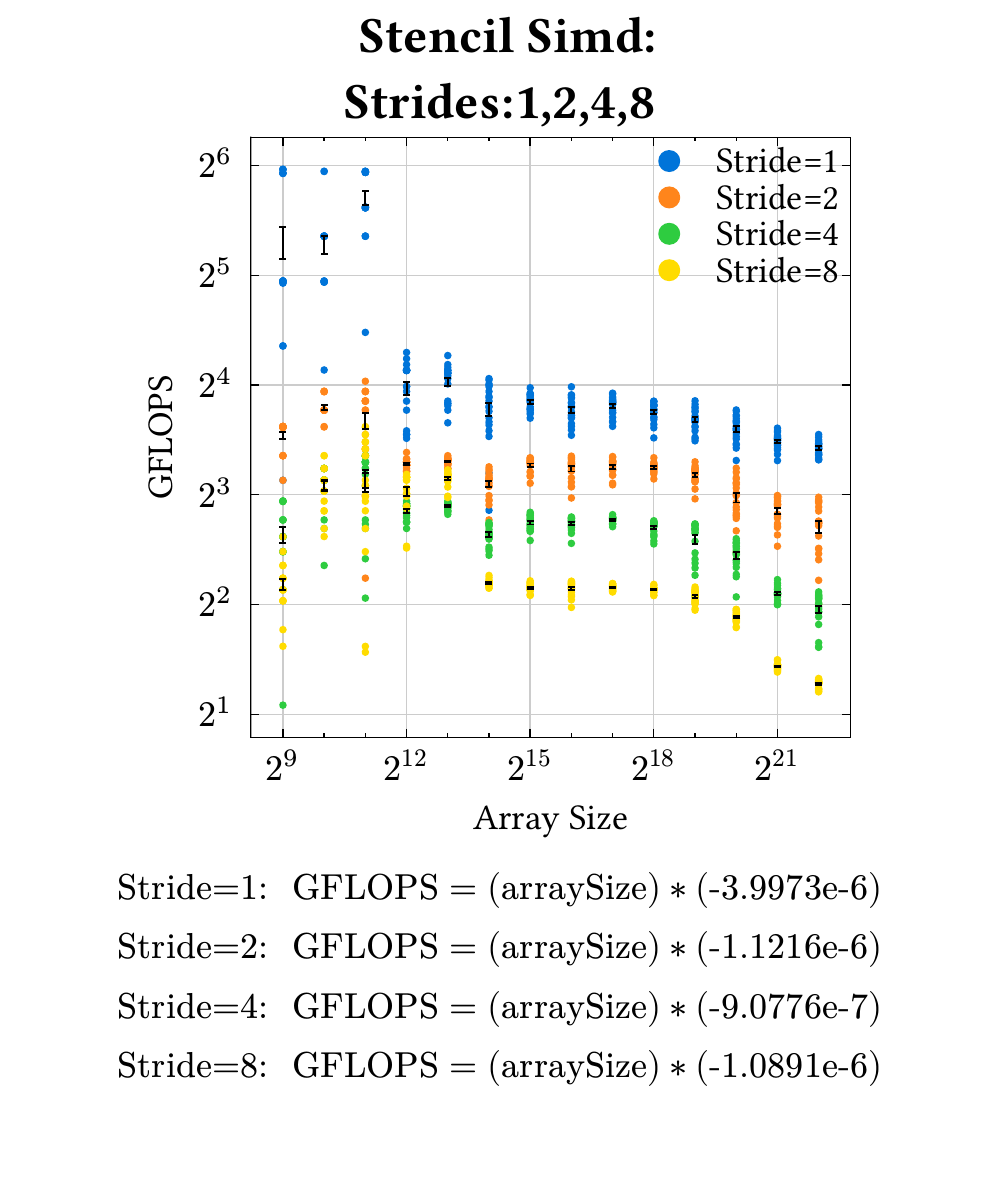 Stencil Simd:
Strides:1,2,4,8
2^6
2^5
2^4
2^3
2^2
2^1
GFLOPS
Stride=1
Stride=2
Stride=4
Stride=8
2^9 2^12 2^15 2^18 2^21
Array Size
Stride=1: GFLOPS = (arraySize) ∗ (-3.9973e-6)
Stride=2: GFLOPS = (arraySize) ∗ (-1.1216e-6)
Stride=4: GFLOPS = (arraySize) ∗ (-9.0776e-7)
Stride=8: GFLOPS = (arraySize) ∗ (-1.0891e-6)